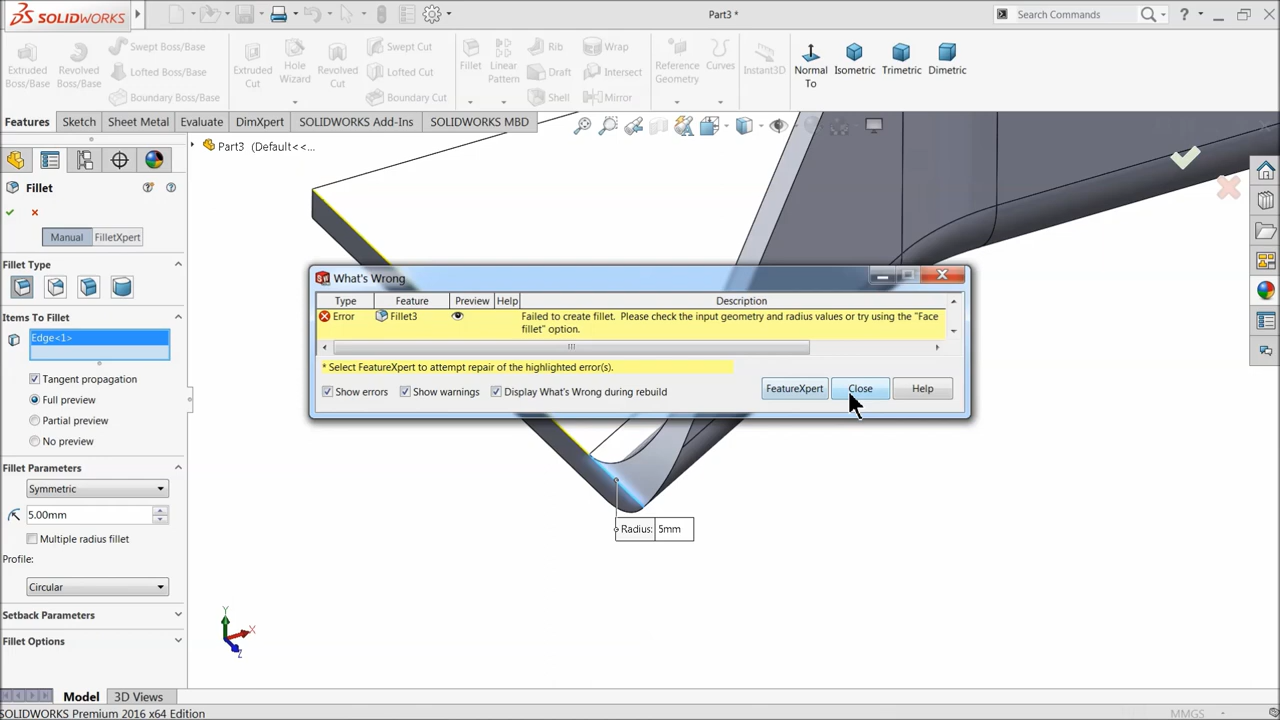 SOLIDWORKS
Part3 *
Search Commands
Extruded Boss/Base
Revolved Boss/Base
Swept Boss/Base
Lofted Boss/Base
Boundary Boss/Base
Extruded Cut
Hole Wizard
Revolved Cut
Swept Cut
Lofted Cut
Boundary Cut
Fillet
Linear Pattern
Rib
Draft
Shell
Wrap
Intersect
Mirror
Reference Geometry
Curves
Instant3D
Normal To
Isometric
Trimetric
Dimetric
Features
Sketch
Sheet Metal
Evaluate
DimXpert
SOLIDWORKS Add-Ins
SOLIDWORKS MBD
Part3 (Default<<...
Fillet
Manual
FilletXpert
Fillet Type
Items To Fillet
Edge<1>
Tangent propagation
Full preview
Partial preview
No preview
Fillet Parameters
Symmetric
5.00mm
Multiple radius fillet
Profile:
Circular
Setback Parameters
Fillet Options
What's Wrong
Type Feature Preview Help Description
Error Fillet3 Failed to create fillet. Please check the input geometry and radius values or try using the "Face
fillet" option.
* Select FeatureXpert to attempt repair of the highlighted error(s).
Show errors
Show warnings
Display What's Wrong during rebuild
FeatureXpert
Close
Help
Radius: 5mm
Y
X
Z
Model
3D Views
SOLIDWORKS Premium 2016 x64 Edition
MMGS